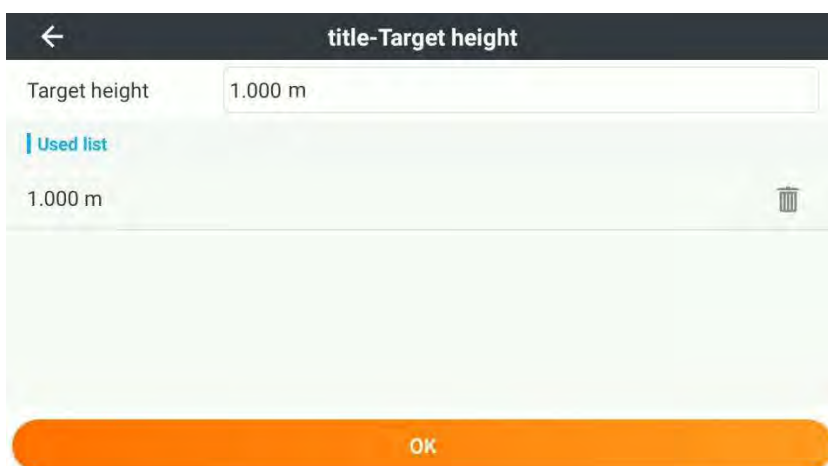 title-Target height
Target height 1.000 m
Used list
1.000 m
OK